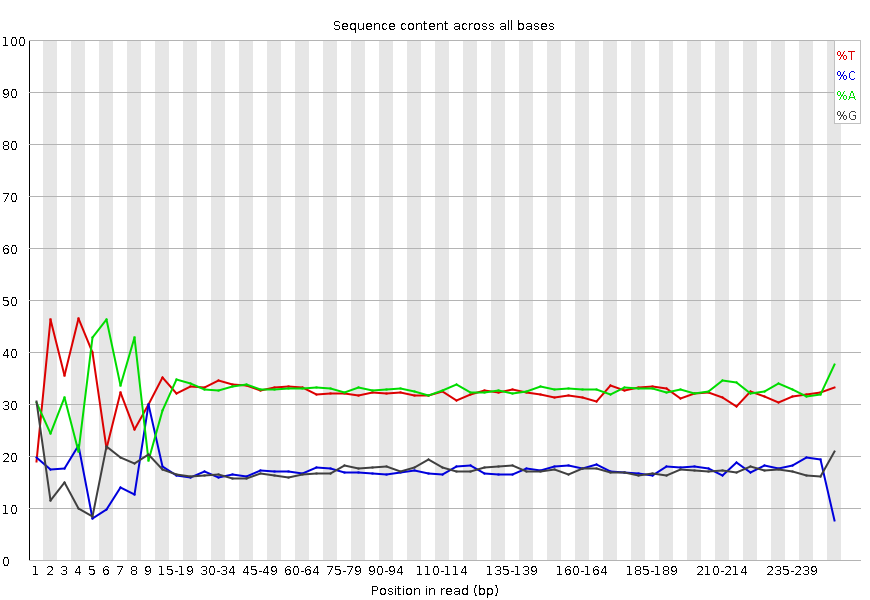 Sequence content across all bases
%T
%C
%A
%G
100
90
80
70
60
50
40
30
20
10
0
1 2 3 4 5 6 7 8 9 15-19 30-34 45-49 60-64 75-79 90-94 110-114 135-139 160-164 185-189 210-214 235-239
Position in read (bp)